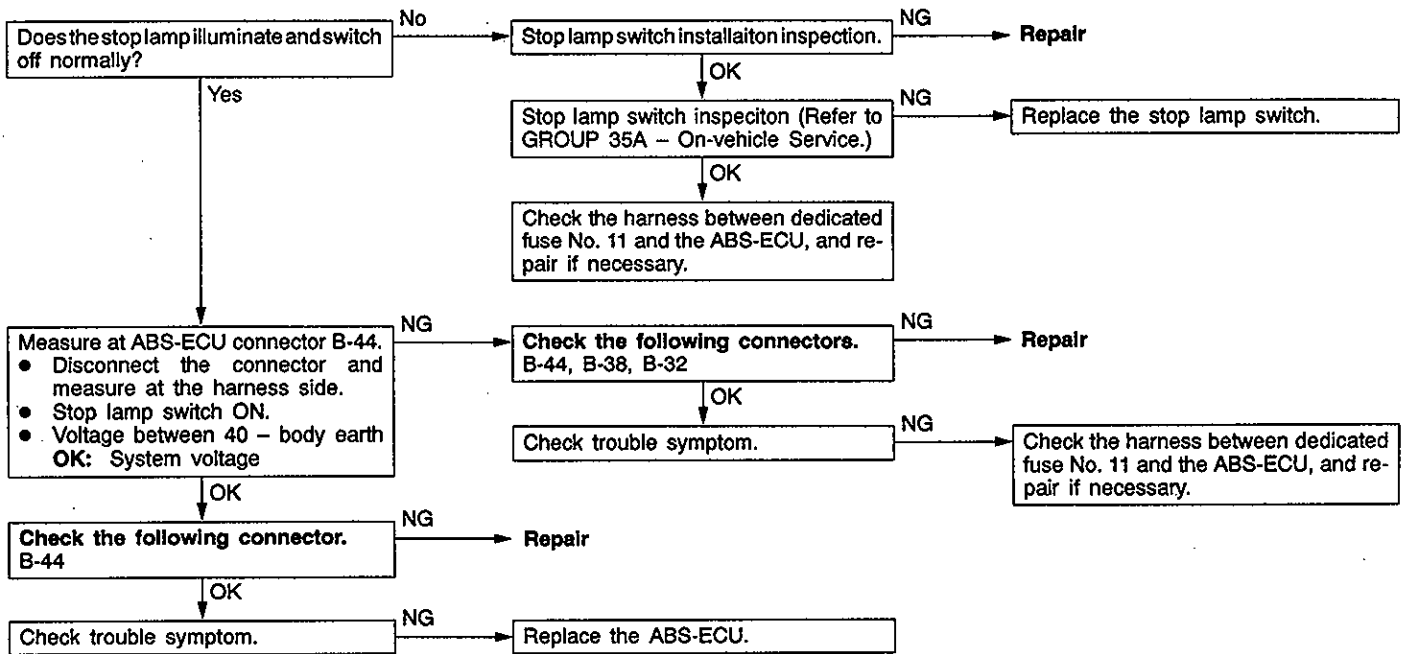 Does the stop lamp illuminate and switch
off normally?
No
Stop lamp switch installaiton inspection.
NG
Repair
OK
Yes
Stop lamp switch inspeciton (Refer to
GROUP 35A – On-vehicle Service.)
NG
Replace the stop lamp switch.
OK
Check the harness between dedicated
fuse No. 11 and the ABS-ECU, and re-
pair if necessary.
Measure at ABS-ECU connector B-44.
● Disconnect the connector and
measure at the harness side.
● Stop lamp switch ON.
● Voltage between 40 – body earth
OK: System voltage
NG
Check the following connectors.
B-44, B-38, B-32
NG
Repair
OK
Check trouble symptom.
NG
Check the harness between dedicated
fuse No. 11 and the ABS-ECU, and re-
pair if necessary.
OK
Check the following connector.
B-44
NG
Repair
OK
Check trouble symptom.
NG
Replace the ABS-ECU.